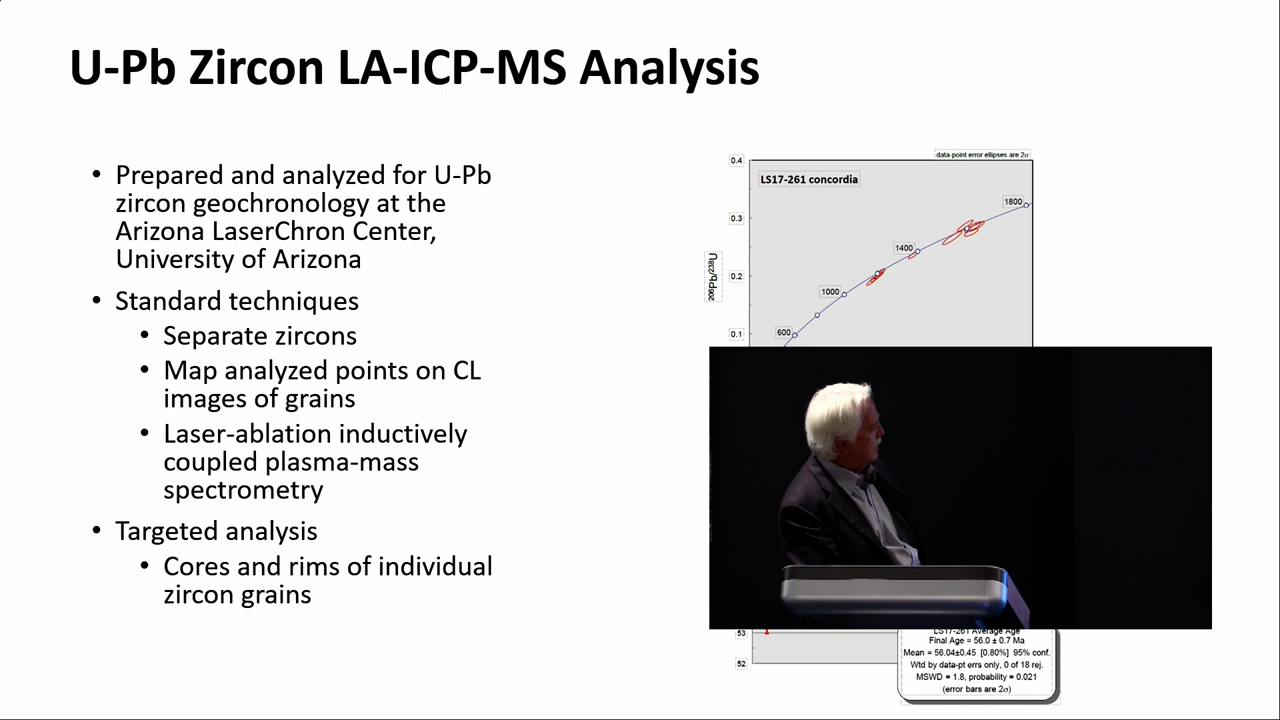 U-Pb Zircon LA-ICP-MS Analysis
• Prepared and analyzed for U-Pb
zircon geochronology at the
Arizona LaserChron Center,
University of Arizona
• Standard techniques
• Separate zircons
• Map analyzed points on CL
images of grains
• Laser-ablation inductively
coupled plasma-mass
spectrometry
• Targeted analysis
• Cores and rims of individual
zircon grains
data-point error ellipses are 2σ
LS17-261 concordia
0.4
0.3
0.2
0.1
²⁰⁶Pb/²³⁸U
1800
1400
1000
600
53
52
LS17-261 Average Age
Final Age = 56.0 ± 0.7 Ma
Mean = 56.04±0.45 [0.80%] 95% conf.
Wtd by data-pt errs only, 0 of 18 rej.
MSWD = 1.8, probability = 0.021
(error bars are 2σ)